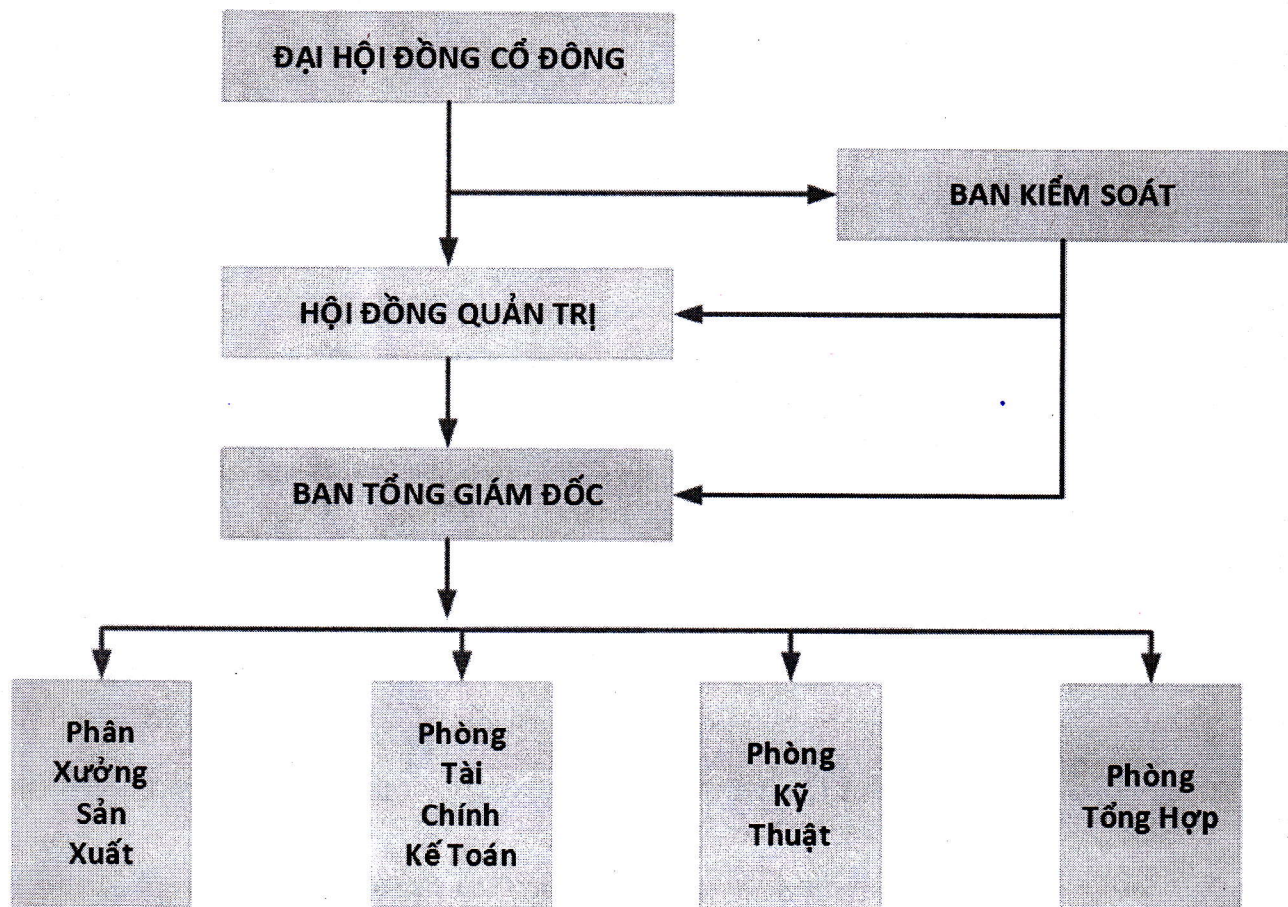 ĐẠI HỘI ĐỒNG CỔ ĐÔNG
BAN KIỂM SOÁT
HỘI ĐỒNG QUẢN TRỊ
BAN TỔNG GIÁM ĐỐC
Phân
Xưởng
Sản
Xuất
Phòng
Tài
Chính
Kế Toán
Phòng
Kỹ
Thuật
Phòng
Tổng Hợp